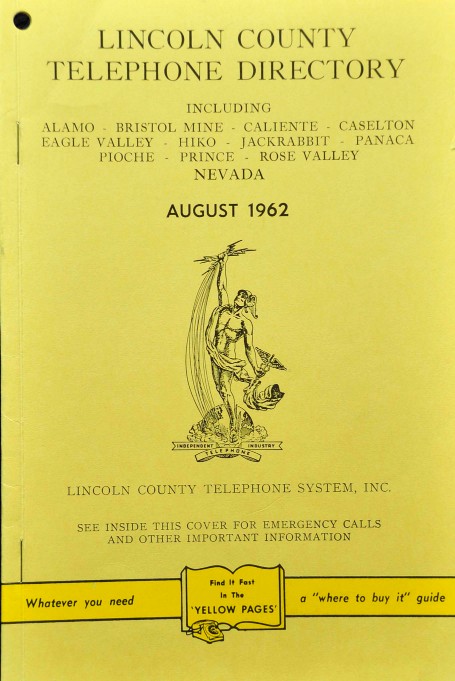 LINCOLN COUNTY
TELEPHONE DIRECTORY
INCLUDING
ALAMO - BRISTOL MINE - CALIENTE - CASELTON
EAGLE VALLEY - HIKO - JACKRABBIT - PANACA
PIOCHE - PRINCE - ROSE VALLEY
NEVADA
AUGUST 1962
INDEPENDENT INDUSTRY
TELEPHONE
LINCOLN COUNTY TELEPHONE SYSTEM, INC.
SEE INSIDE THIS COVER FOR EMERGENCY CALLS
AND OTHER IMPORTANT INFORMATION
Whatever you need
Find It Fast
In The
'YELLOW PAGES'
a "where to buy it" guide